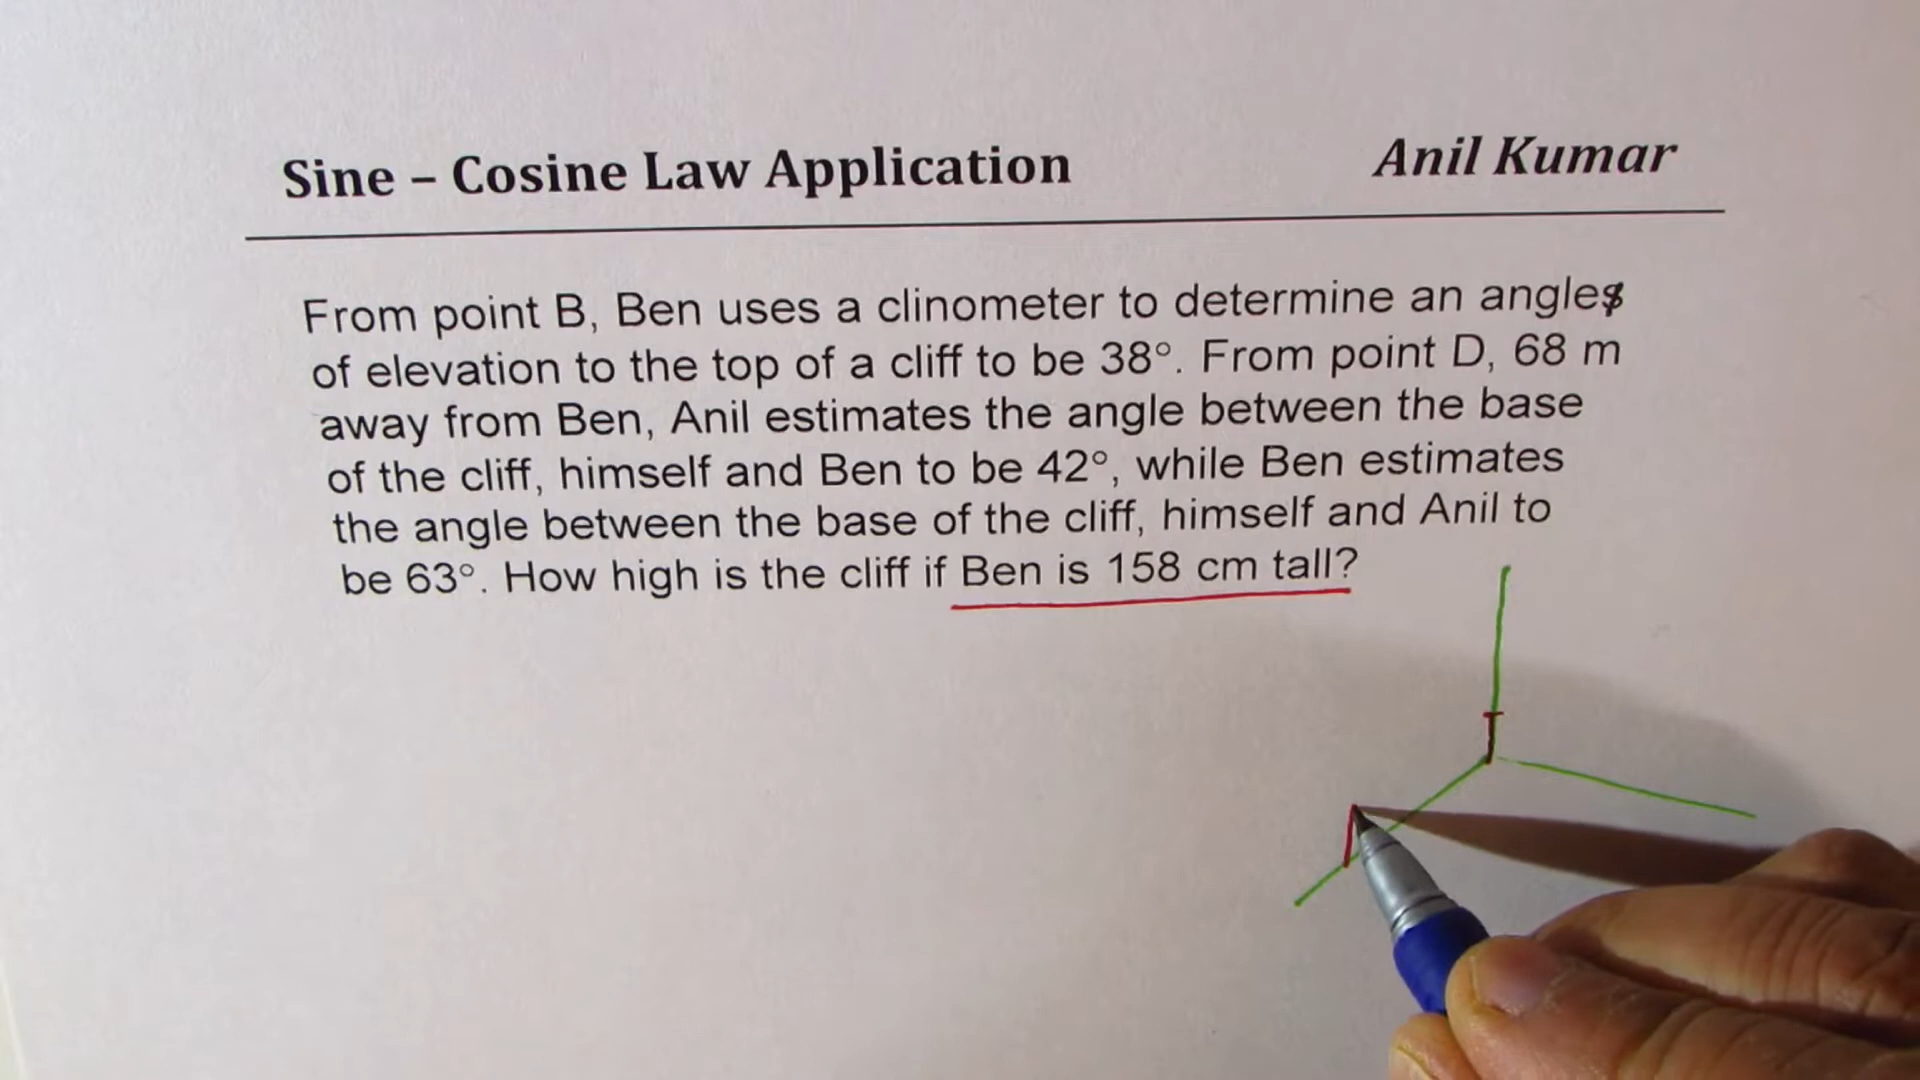 Sine – Cosine Law Application
Anil Kumar
From point B, Ben uses a clinometer to determine an angle
of elevation to the top of a cliff to be 38°. From point D, 68 m
away from Ben, Anil estimates the angle between the base
of the cliff, himself and Ben to be 42°, while Ben estimates
the angle between the base of the cliff, himself and Anil to
be 63°. How high is the cliff if Ben is 158 cm tall?